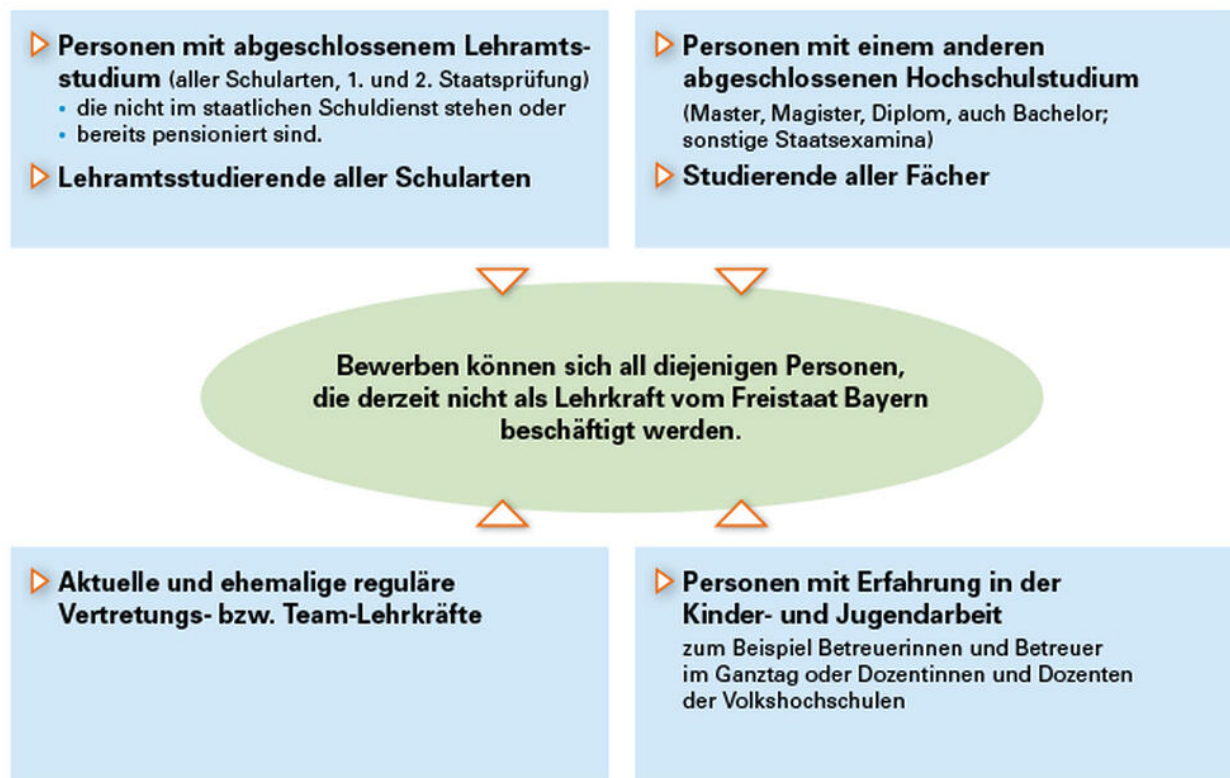 Personen mit abgeschlossenem Lehramts-
studium (aller Schularten, 1. und 2. Staatsprüfung)
• die nicht im staatlichen Schuldienst stehen oder
• bereits pensioniert sind.
Lehramtsstudierende aller Schularten
Personen mit einem anderen
abgeschlossenen Hochschulstudium
(Master, Magister, Diplom, auch Bachelor;
sonstige Staatsexamina)
Studierende aller Fächer
Bewerben können sich all diejenigen Personen,
die derzeit nicht als Lehrkraft vom Freistaat Bayern
beschäftigt werden.
Aktuelle und ehemalige reguläre
Vertretungs- bzw. Team-Lehrkräfte
Personen mit Erfahrung in der
Kinder- und Jugendarbeit
zum Beispiel Betreuerinnen und Betreuer
im Ganztag oder Dozentinnen und Dozenten
der Volkshochschulen